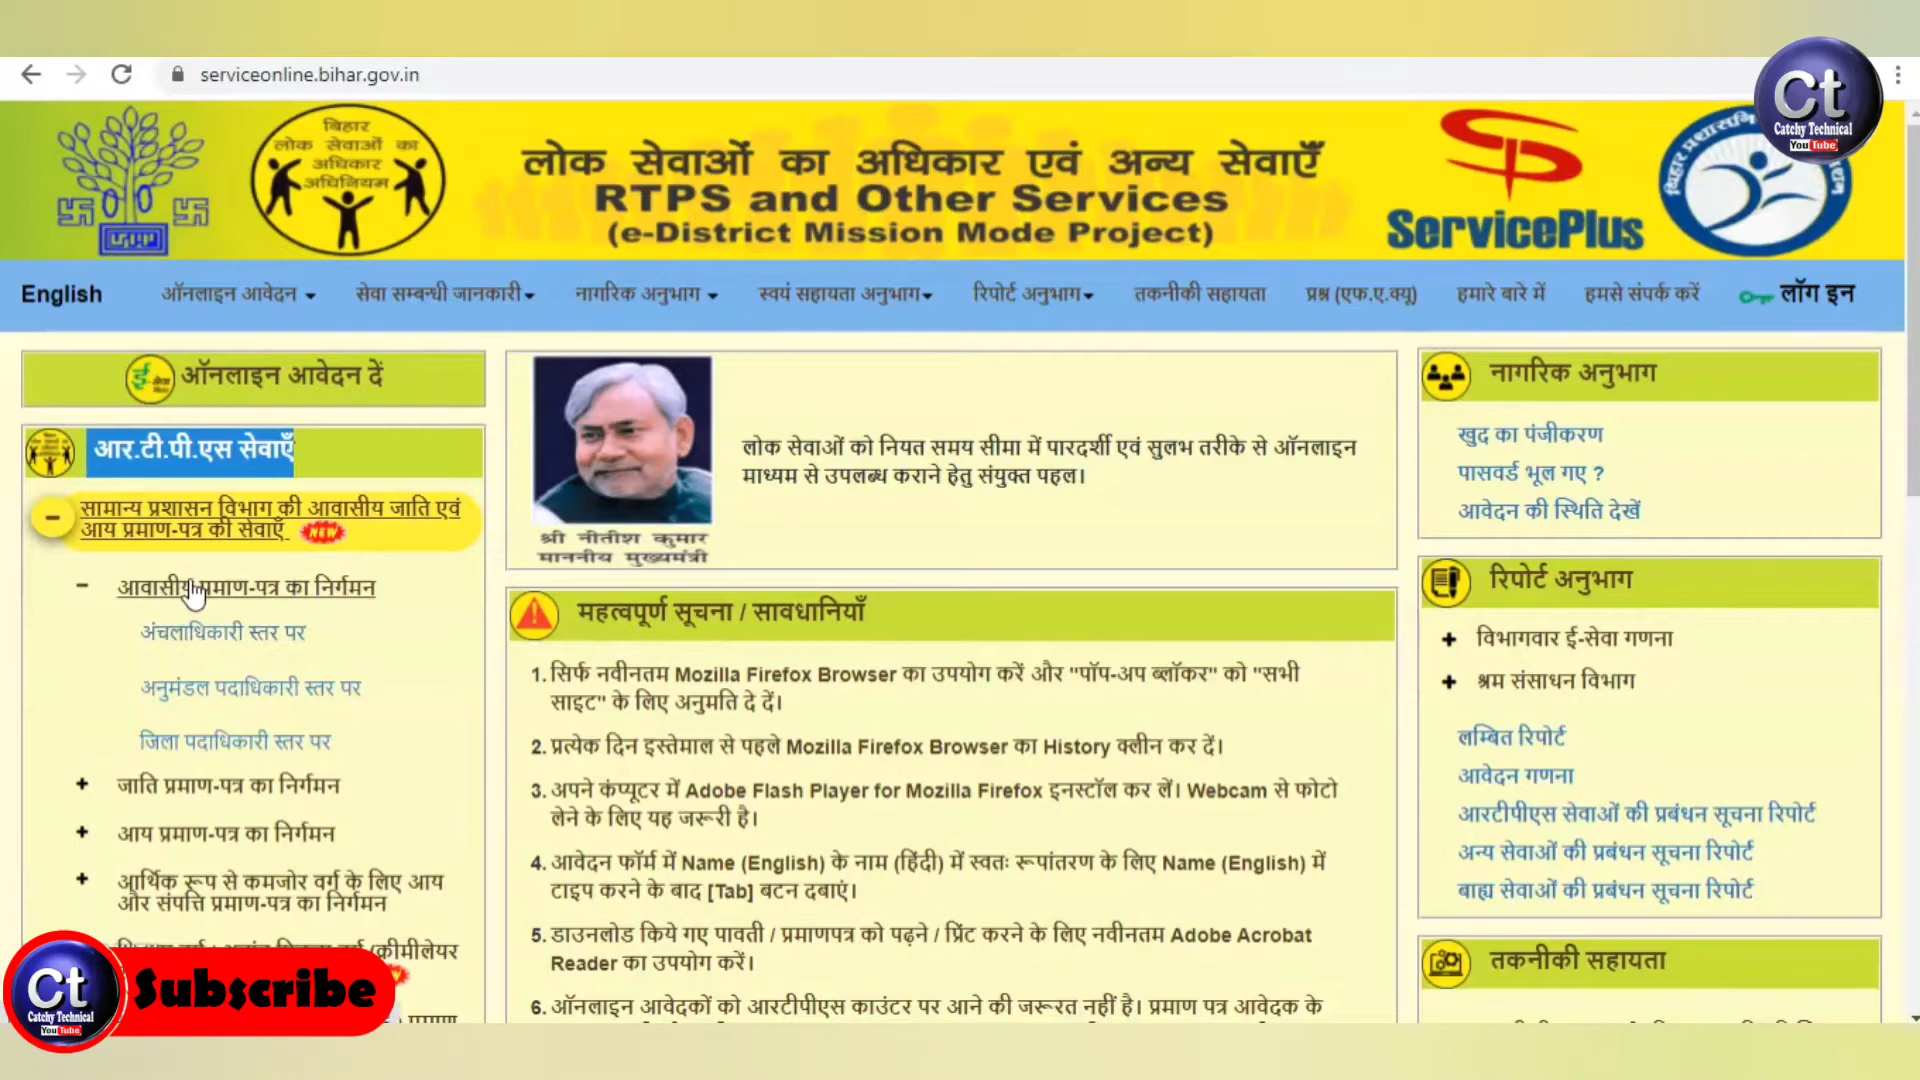 serviceonline.bihar.gov.in
Ct
Catchy Technical
YouTube
बिहार
लोक सेवाओं का
अधिकार
अधिनियम
लोक सेवाओं का अधिकार एवं अन्य सेवाएँ
RTPS and Other Services
(e-District Mission Mode Project)
ServicePlus
English
ऑनलाइन आवेदन
सेवा सम्बन्धी जानकारी
नागरिक अनुभाग
स्वयं सहायता अनुभाग
रिपोर्ट अनुभाग
तकनीकी सहायता
प्रश्न (एफ.ए.क्यू)
हमारे बारे में
हमसे संपर्क करें
लॉग इन
ऑनलाइन आवेदन दें
आर.टी.पी.एस सेवाएँ
सामान्य प्रशासन विभाग की आवासीय जाति एवं
आय प्रमाण-पत्र की सेवाएँ NEW
आवासीय प्रमाण-पत्र का निर्गमन
अंचलाधिकारी स्तर पर
अनुमंडल पदाधिकारी स्तर पर
जिला पदाधिकारी स्तर पर
+ जाति प्रमाण-पत्र का निर्गमन
+ आय प्रमाण-पत्र का निर्गमन
+ आर्थिक रूप से कमजोर वर्ग के लिए आय
और संपत्ति प्रमाण-पत्र का निर्गमन
(क्रीमीलेयर
Ct
Catchy Technical
YouTube
Subscribe
श्री नीतीश कुमार
माननीय मुख्यमंत्री
लोक सेवाओं को नियत समय सीमा में पारदर्शी एवं सुलभ तरीके से ऑनलाइन
माध्यम से उपलब्ध कराने हेतु संयुक्त पहल।
महत्वपूर्ण सूचना / सावधानियाँ
1. सिर्फ नवीनतम Mozilla Firefox Browser का उपयोग करें और "पॉप-अप ब्लॉकर" को "सभी
साइट" के लिए अनुमति दे दें।
2. प्रत्येक दिन इस्तेमाल से पहले Mozilla Firefox Browser का History क्लीन कर दें।
3. अपने कंप्यूटर में Adobe Flash Player for Mozilla Firefox इनस्टॉल कर लें। Webcam से फोटो
लेने के लिए यह जरूरी है।
4. आवेदन फॉर्म में Name (English) के नाम (हिंदी) में स्वतः रूपांतरण के लिए Name (English) में
टाइप करने के बाद [Tab] बटन दबाएं।
5. डाउनलोड किये गए पावती / प्रमाणपत्र को पढ़ने / प्रिंट करने के लिए नवीनतम Adobe Acrobat
Reader का उपयोग करें।
6. ऑनलाइन आवेदकों को आरटीपीएस काउंटर पर आने की जरूरत नहीं है। प्रमाण पत्र आवेदक के
नागरिक अनुभाग
खुद का पंजीकरण
पासवर्ड भूल गए ?
आवेदन की स्थिति देखें
रिपोर्ट अनुभाग
+ विभागवार ई-सेवा गणना
+ श्रम संसाधन विभाग
लम्बित रिपोर्ट
आवेदन गणना
आरटीपीएस सेवाओं की प्रबंधन सूचना रिपोर्ट
अन्य सेवाओं की प्रबंधन सूचना रिपोर्ट
बाह्य सेवाओं की प्रबंधन सूचना रिपोर्ट
तकनीकी सहायता